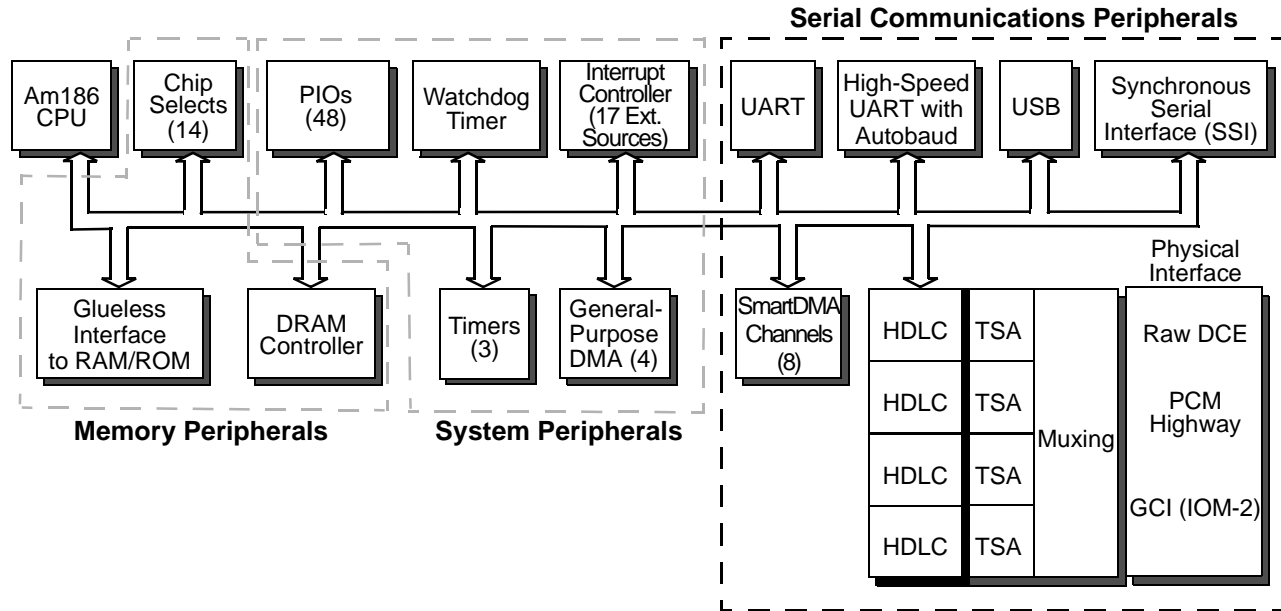 Serial Communications Peripherals
Am186
CPU
Chip
Selects
(14)
PIOs
(48)
Watchdog
Timer
Interrupt
Controller
(17 Ext.
Sources)
UART
High-Speed
UART with
Autobaud
USB
Synchronous
Serial
Interface (SSI)
Glueless
Interface
to RAM/ROM
DRAM
Controller
Timers
(3)
General-
Purpose
DMA (4)
SmartDMA
Channels
(8)
HDLC
TSA
HDLC
TSA
HDLC
TSA
HDLC
TSA
Muxing
Physical
Interface
Raw DCE
PCM
Highway
GCI (IOM-2)
Memory Peripherals
System Peripherals